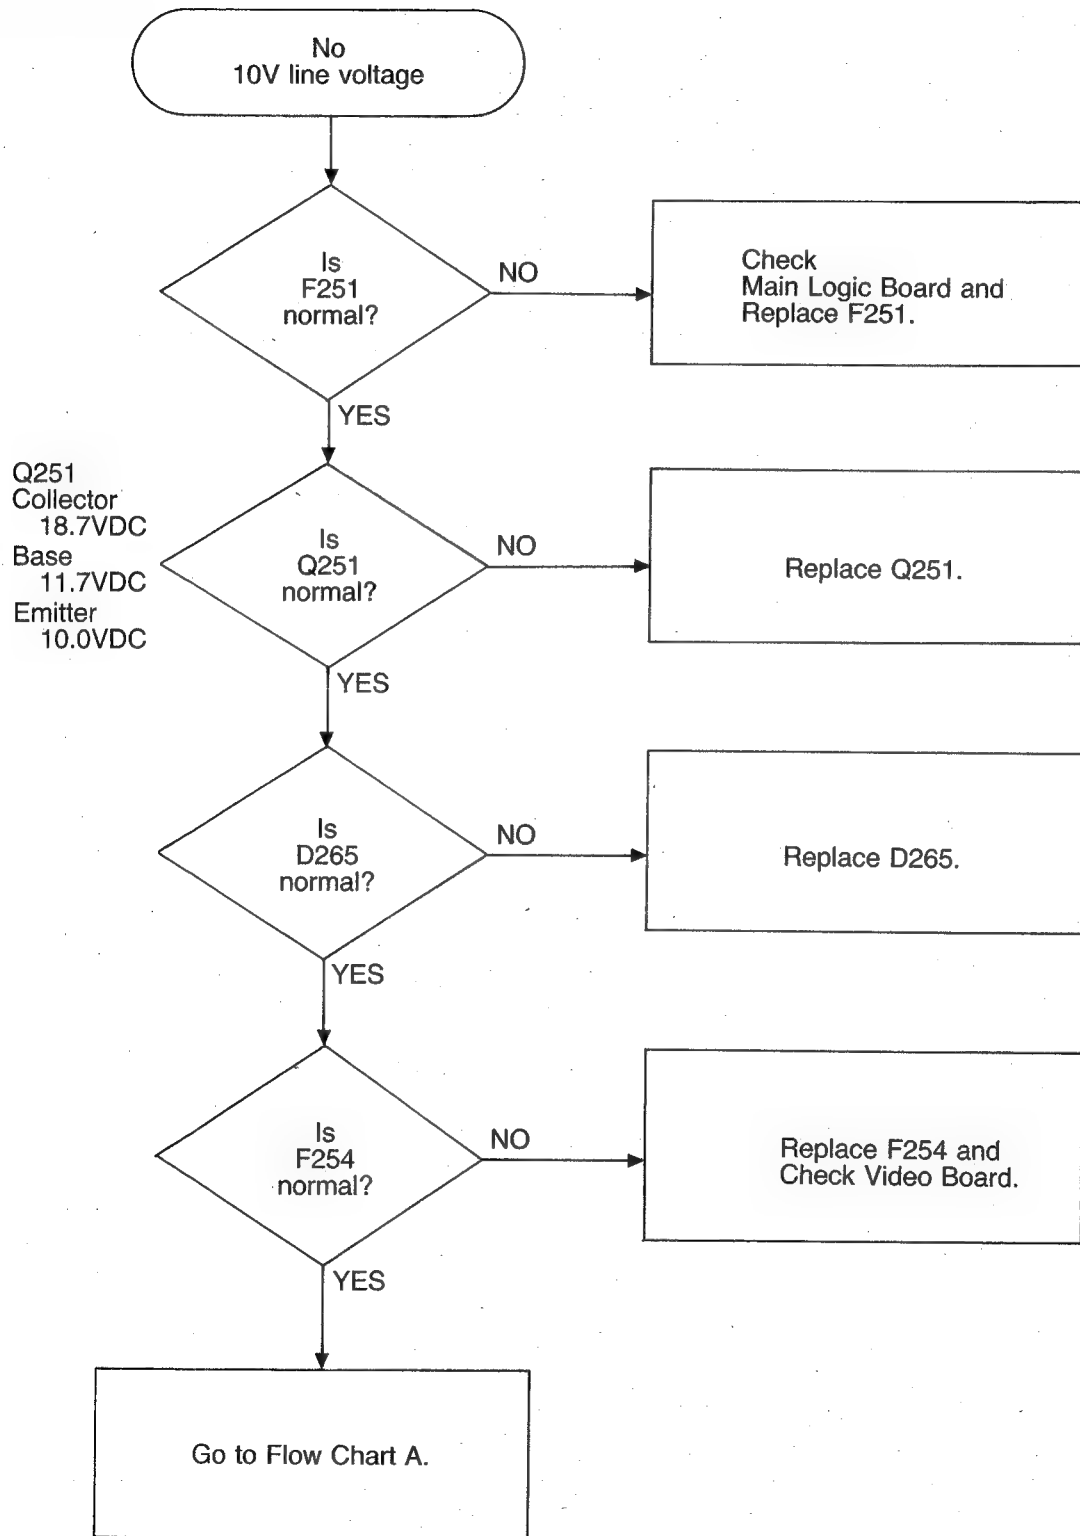 No
10V line voltage
Is
F251
normal?
NO
Check
Main Logic Board and
Replace F251.
YES
Q251
Collector
18.7VDC
Base
11.7VDC
Emitter
10.0VDC
Is
Q251
normal?
NO
Replace Q251.
YES
Is
D265
normal?
NO
Replace D265.
YES
Is
F254
normal?
NO
Replace F254 and
Check Video Board.
YES
Go to Flow Chart A.